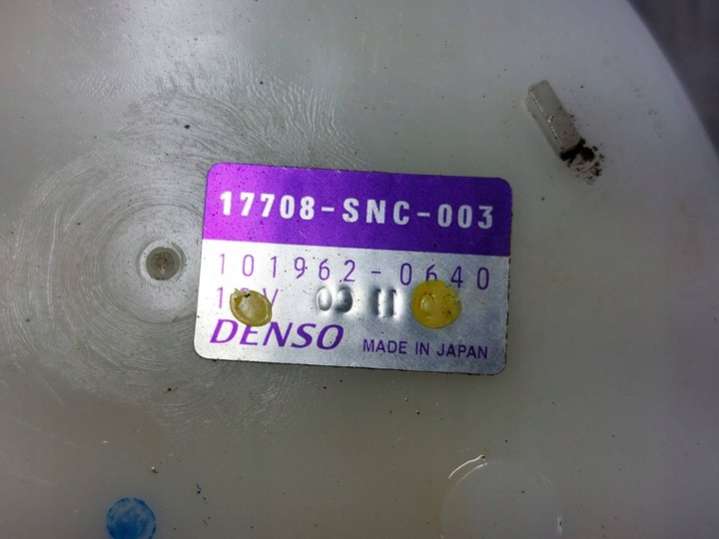 17708-SNC-003
101962-0640
DENSO MADE IN JAPAN